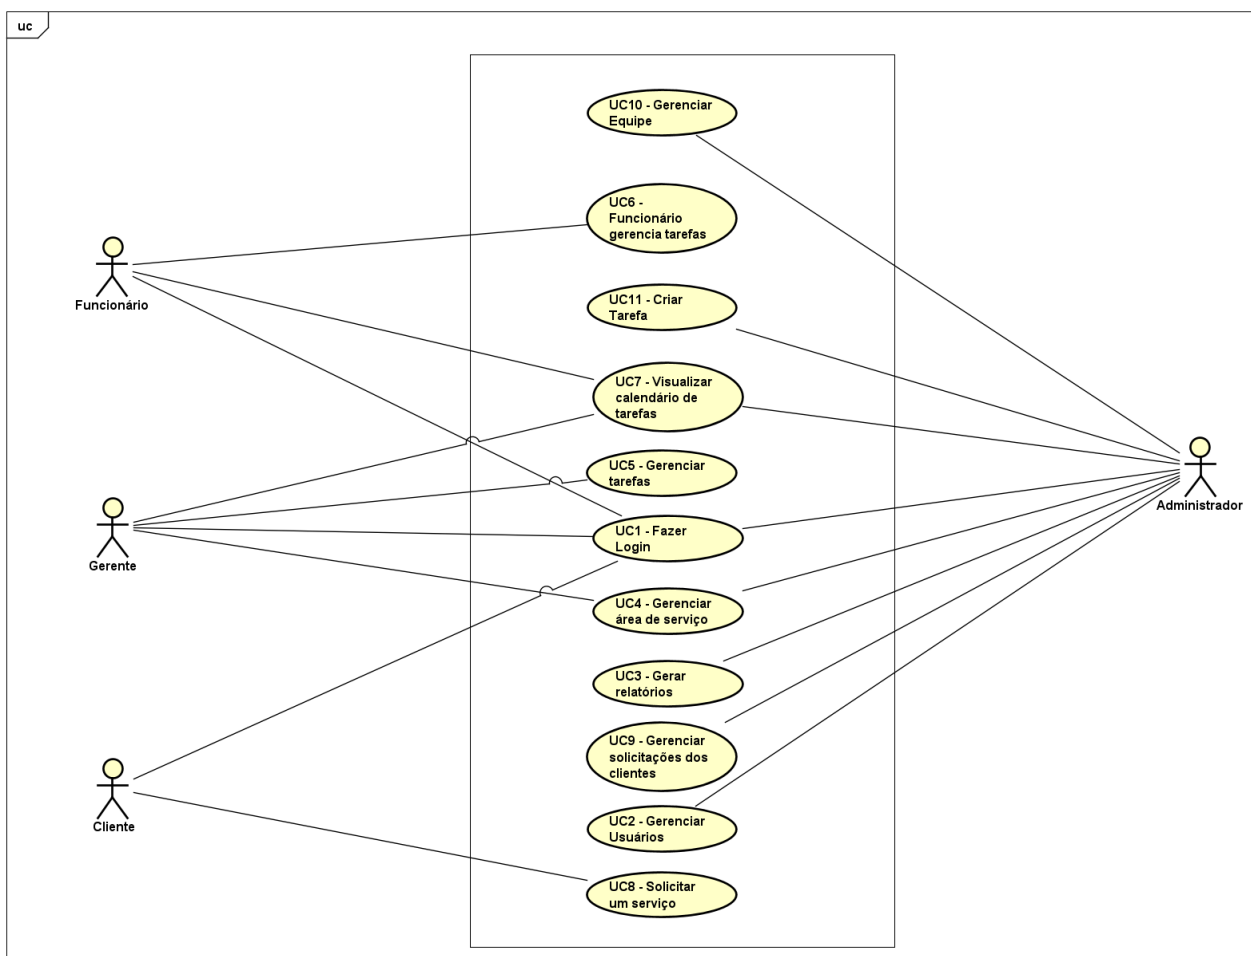 uc
UC10 - Gerenciar
Equipe
UC6 -
Funcionário
gerencia tarefas
Funcionário
UC11 - Criar
Tarefa
UC7 - Visualizar
calendário de
tarefas
UC5 - Gerenciar
tarefas
Administrador
UC1 - Fazer
Login
Gerente
UC4 - Gerenciar
área de serviço
UC3 - Gerar
relatórios
UC9 - Gerenciar
solicitações dos
clientes
Cliente
UC2 - Gerenciar
Usuários
UC8 - Solicitar
um serviço